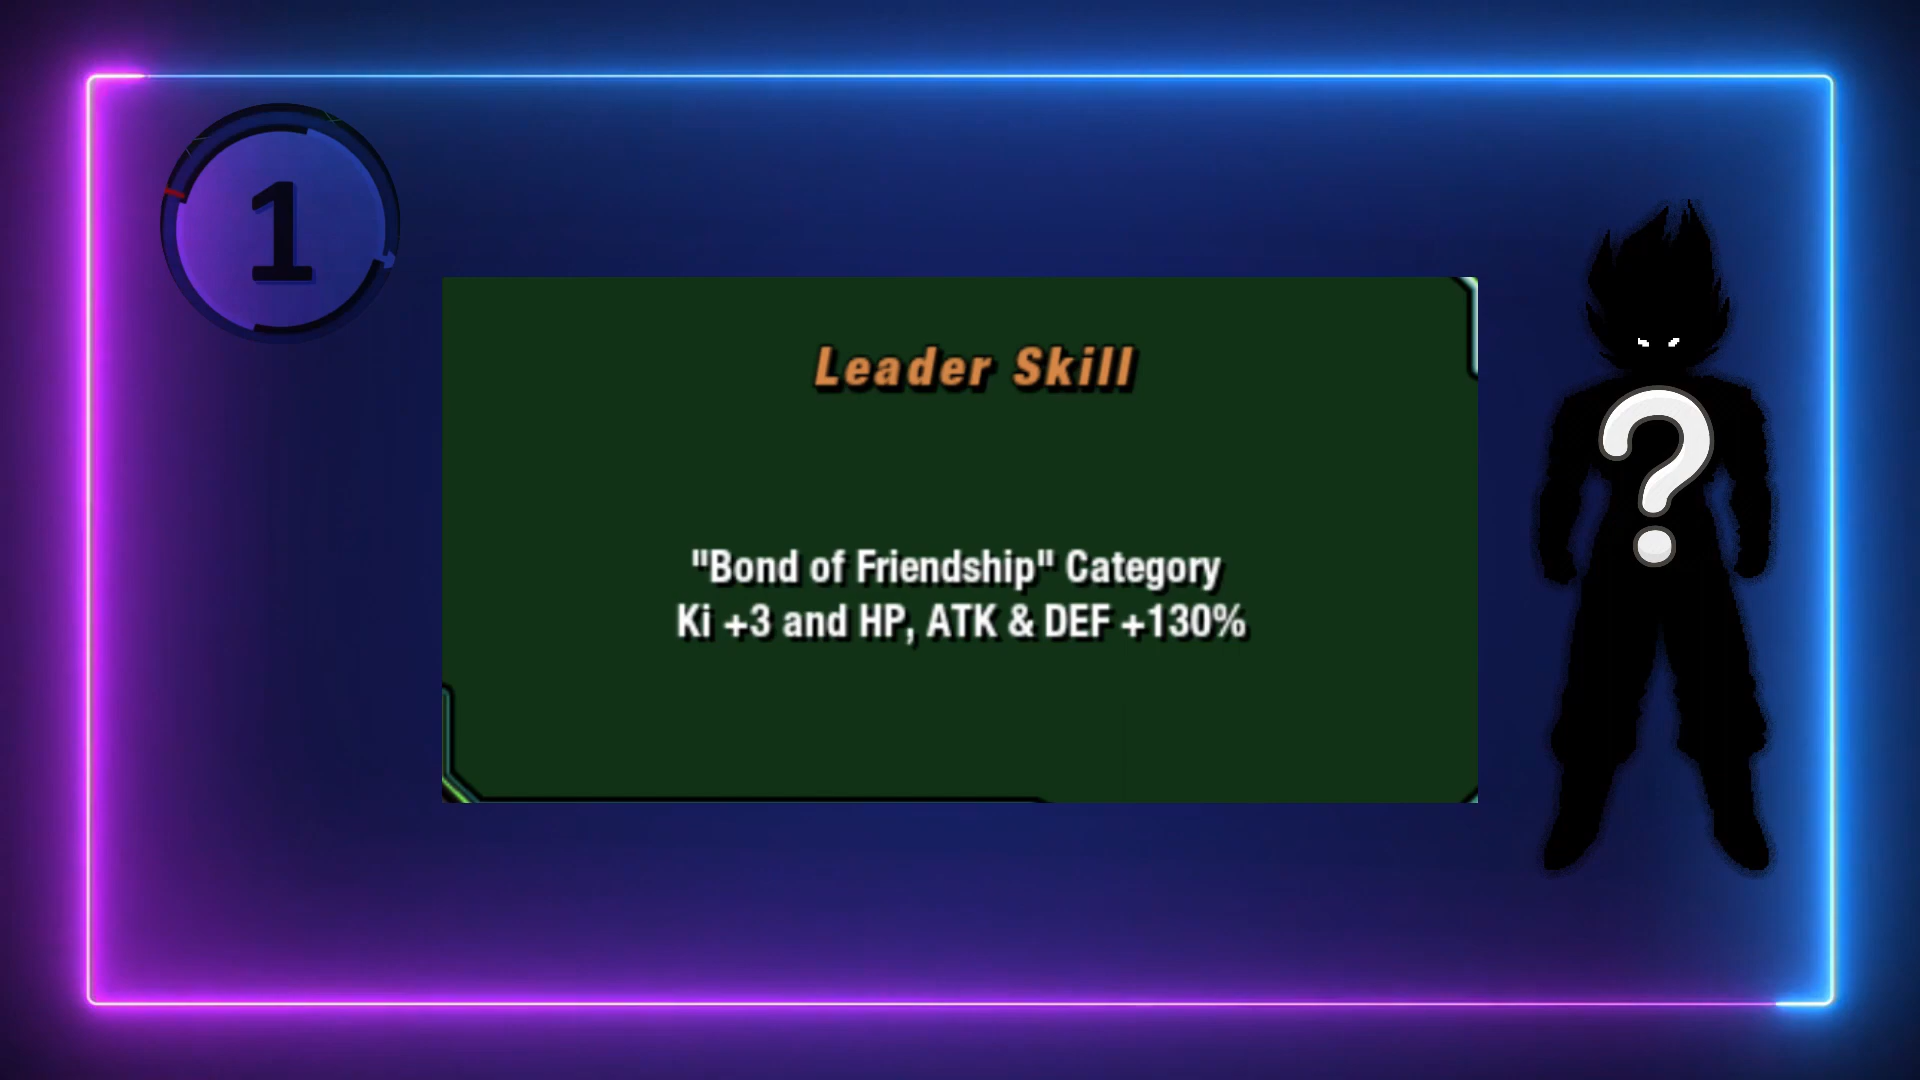 1
Leader Skill
"Bond of Friendship" Category
Ki +3 and HP, ATK & DEF +130%
?